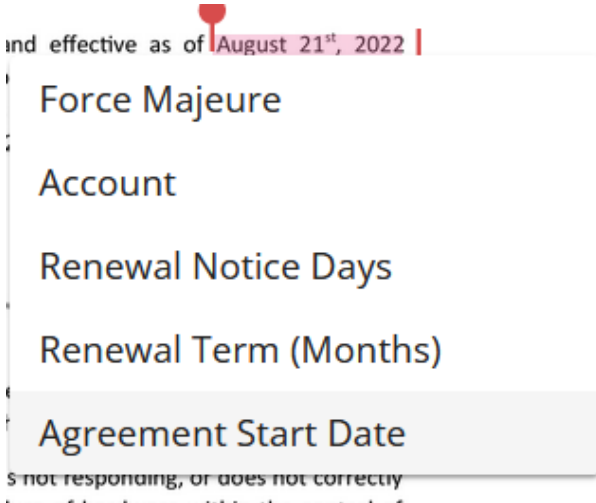 and effective as of August 21st, 2022
Force Majeure
Account
Renewal Notice Days
Renewal Term (Months)
Agreement Start Date
s not responding, or does not correctly